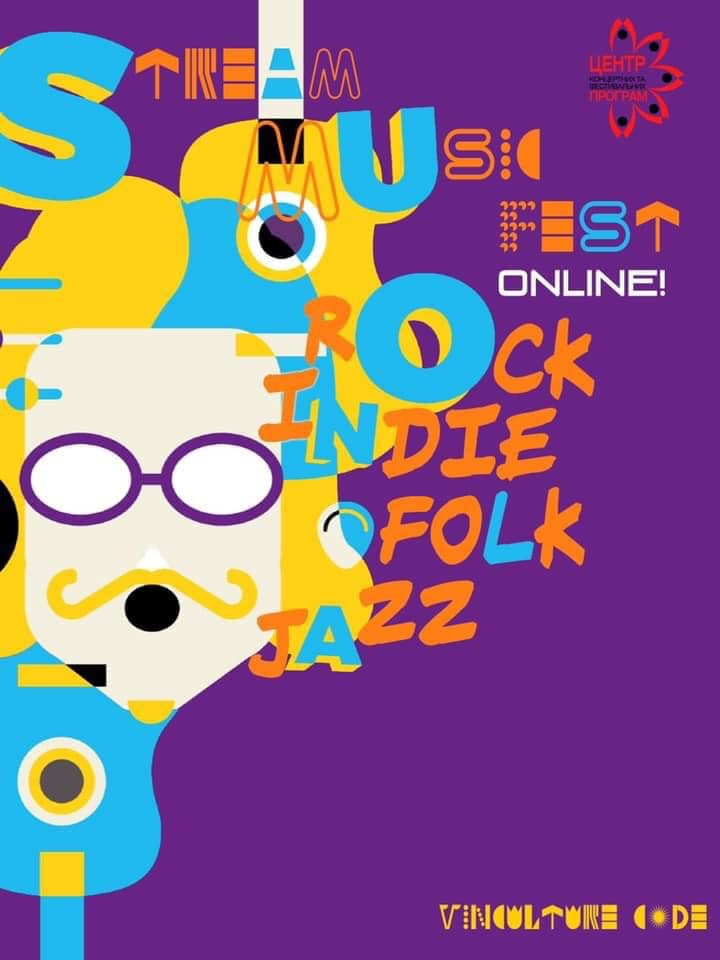 STREAM
MUSIC
FEST
ONLINE!
ROCK
INDIE
FOLK
JAZZ
ЦЕНТР
КОНЦЕРТНИХ ТА
ФЕСТИВАЛЬНИХ
ПРОГРАМ
VINCULTURE CODE